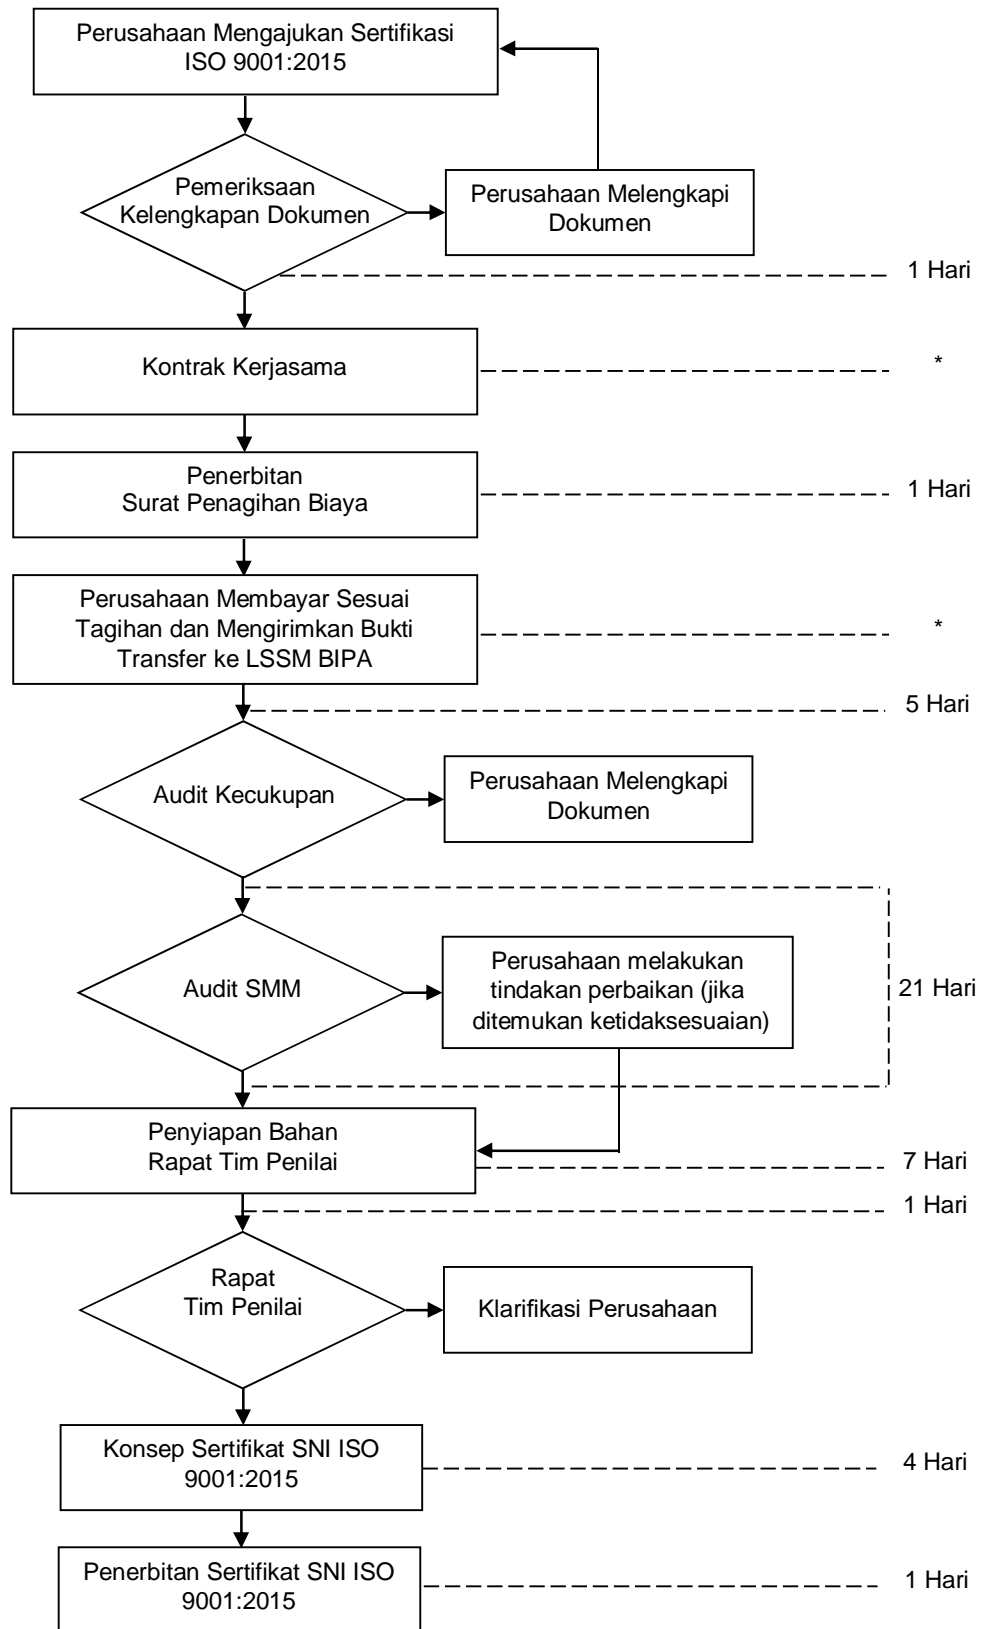 Perusahaan Mengajukan Sertifikasi
ISO 9001:2015
Pemeriksaan
Kelengkapan Dokumen
Perusahaan Melengkapi
Dokumen
1 Hari
Kontrak Kerjasama
*
Penerbitan
Surat Penagihan Biaya
1 Hari
Perusahaan Membayar Sesuai
Tagihan dan Mengirimkan Bukti
Transfer ke LSSM BIPA
*
5 Hari
Audit Kecukupan
Perusahaan Melengkapi
Dokumen
Audit SMM
Perusahaan melakukan
tindakan perbaikan (jika
ditemukan ketidaksesuaian)
21 Hari
Penyiapan Bahan
Rapat Tim Penilai
7 Hari
1 Hari
Rapat
Tim Penilai
Klarifikasi Perusahaan
Konsep Sertifikat SNI ISO
9001:2015
4 Hari
Penerbitan Sertifikat SNI ISO
9001:2015
1 Hari